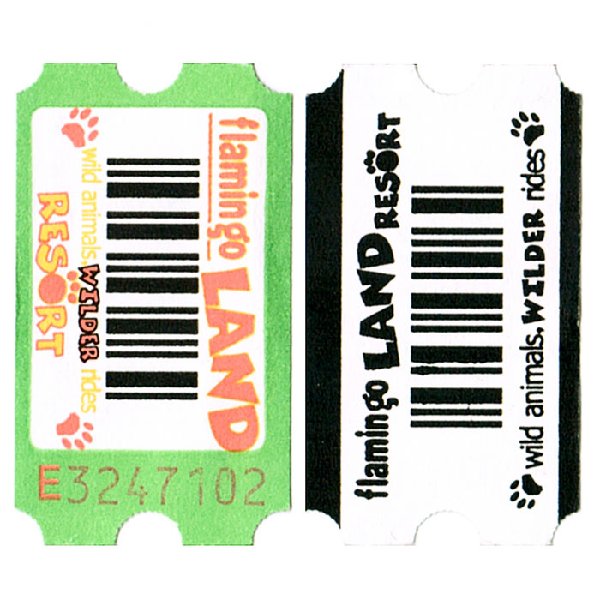 flamingo LAND
RESORT
wild animals. WILDER rides
E3247102
flamingo LAND RESORT
wild animals. WILDER rides